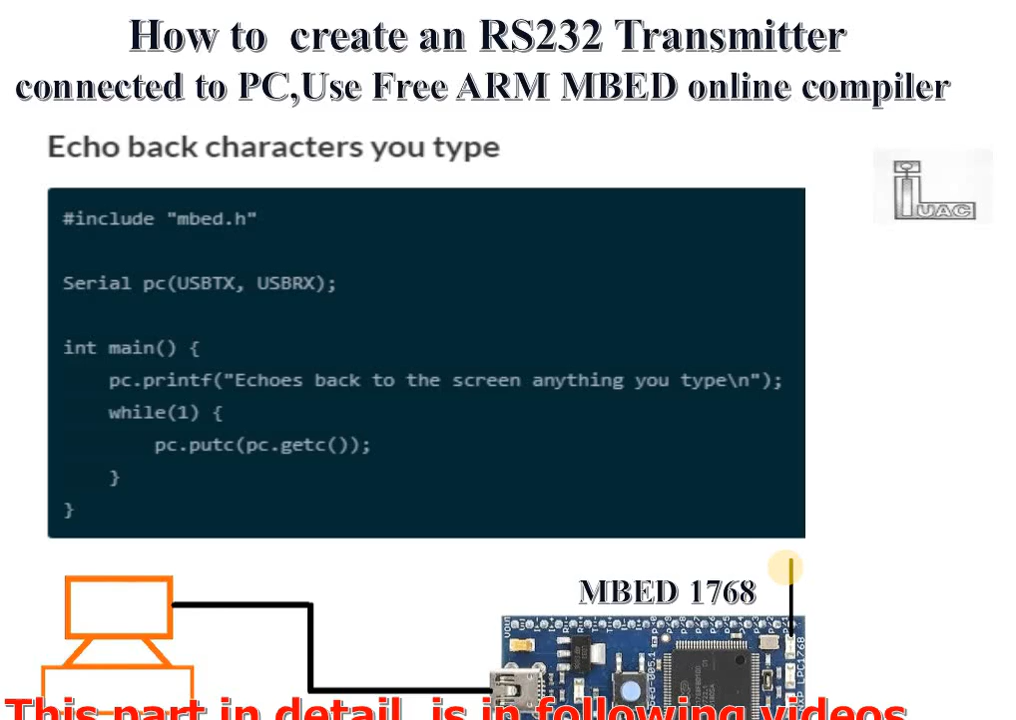 How to create an RS232 Transmitter
connected to PC,Use Free ARM MBED online compiler
Echo back characters you type
IUAC
#include "mbed.h"
Serial pc(USBTX, USBRX);
int main() {
    pc.printf("Echoes back to the screen anything you type\n");
    while(1) {
        pc.putc(pc.getc());
    }
}
MBED 1768
This part in detail is in following videos